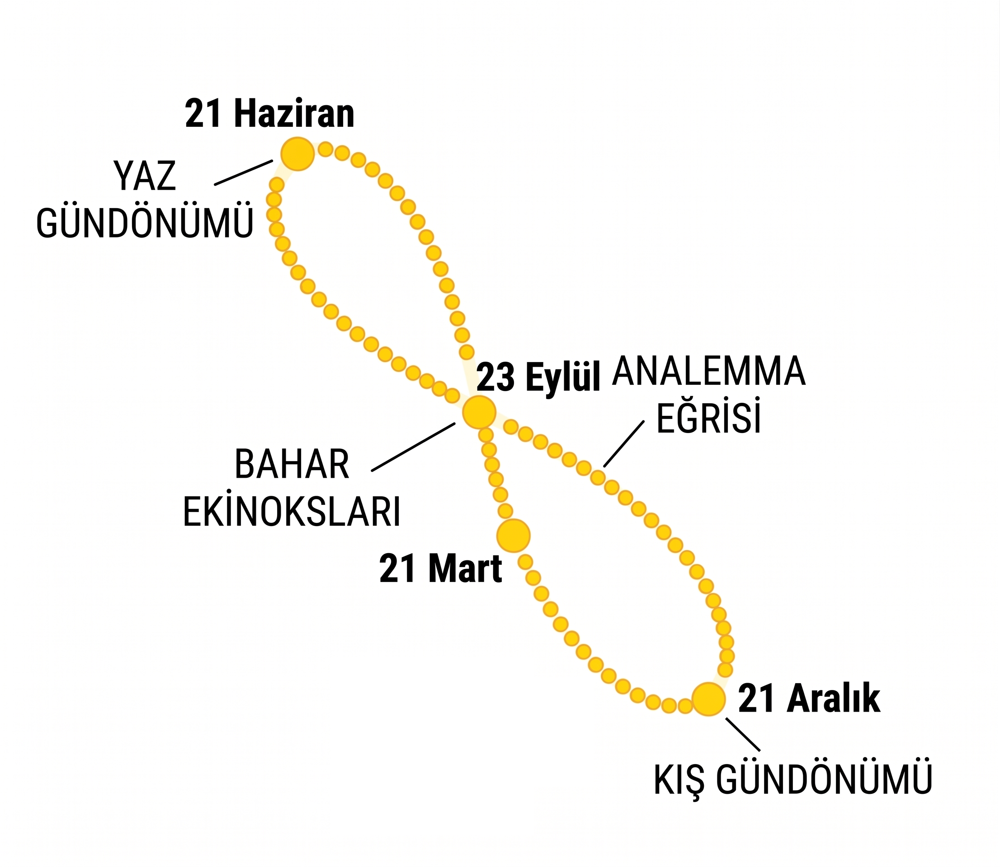 21 Haziran
YAZ
GÜNDÖNÜMÜ
23 Eylül
ANALEMMA
EĞRİSİ
BAHAR
EKİNOKSLARI
21 Mart
21 Aralık
KIŞ GÜNDÖNÜMÜ